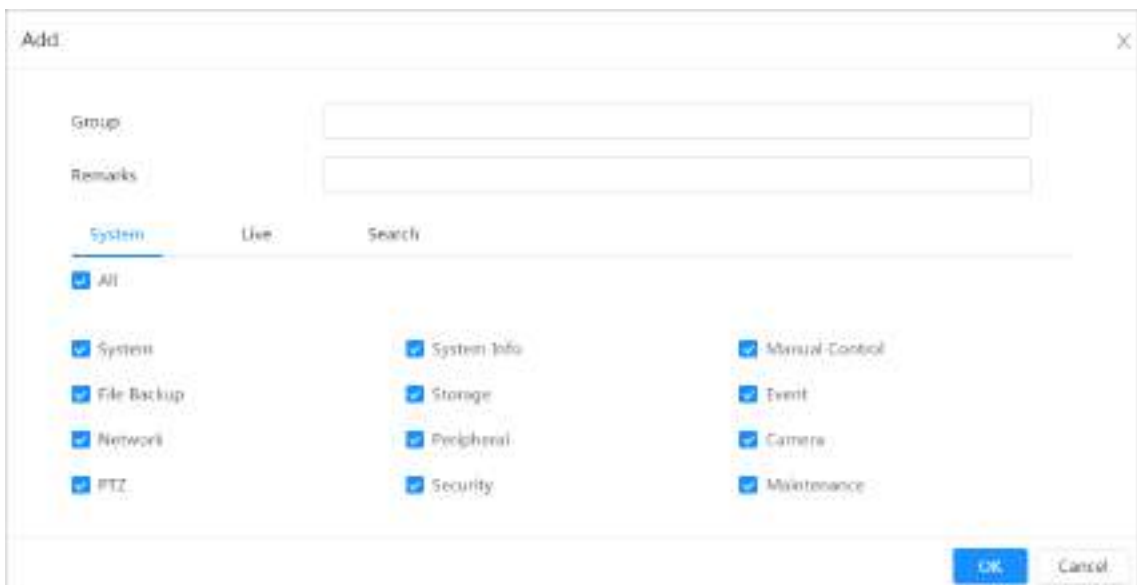 Add
Group
Remarks
System Live Search
All
System System Info Manual Control
File Backup Storage Event
Network Peripheral Camera
PTZ Security Maintenance
OK Cancel